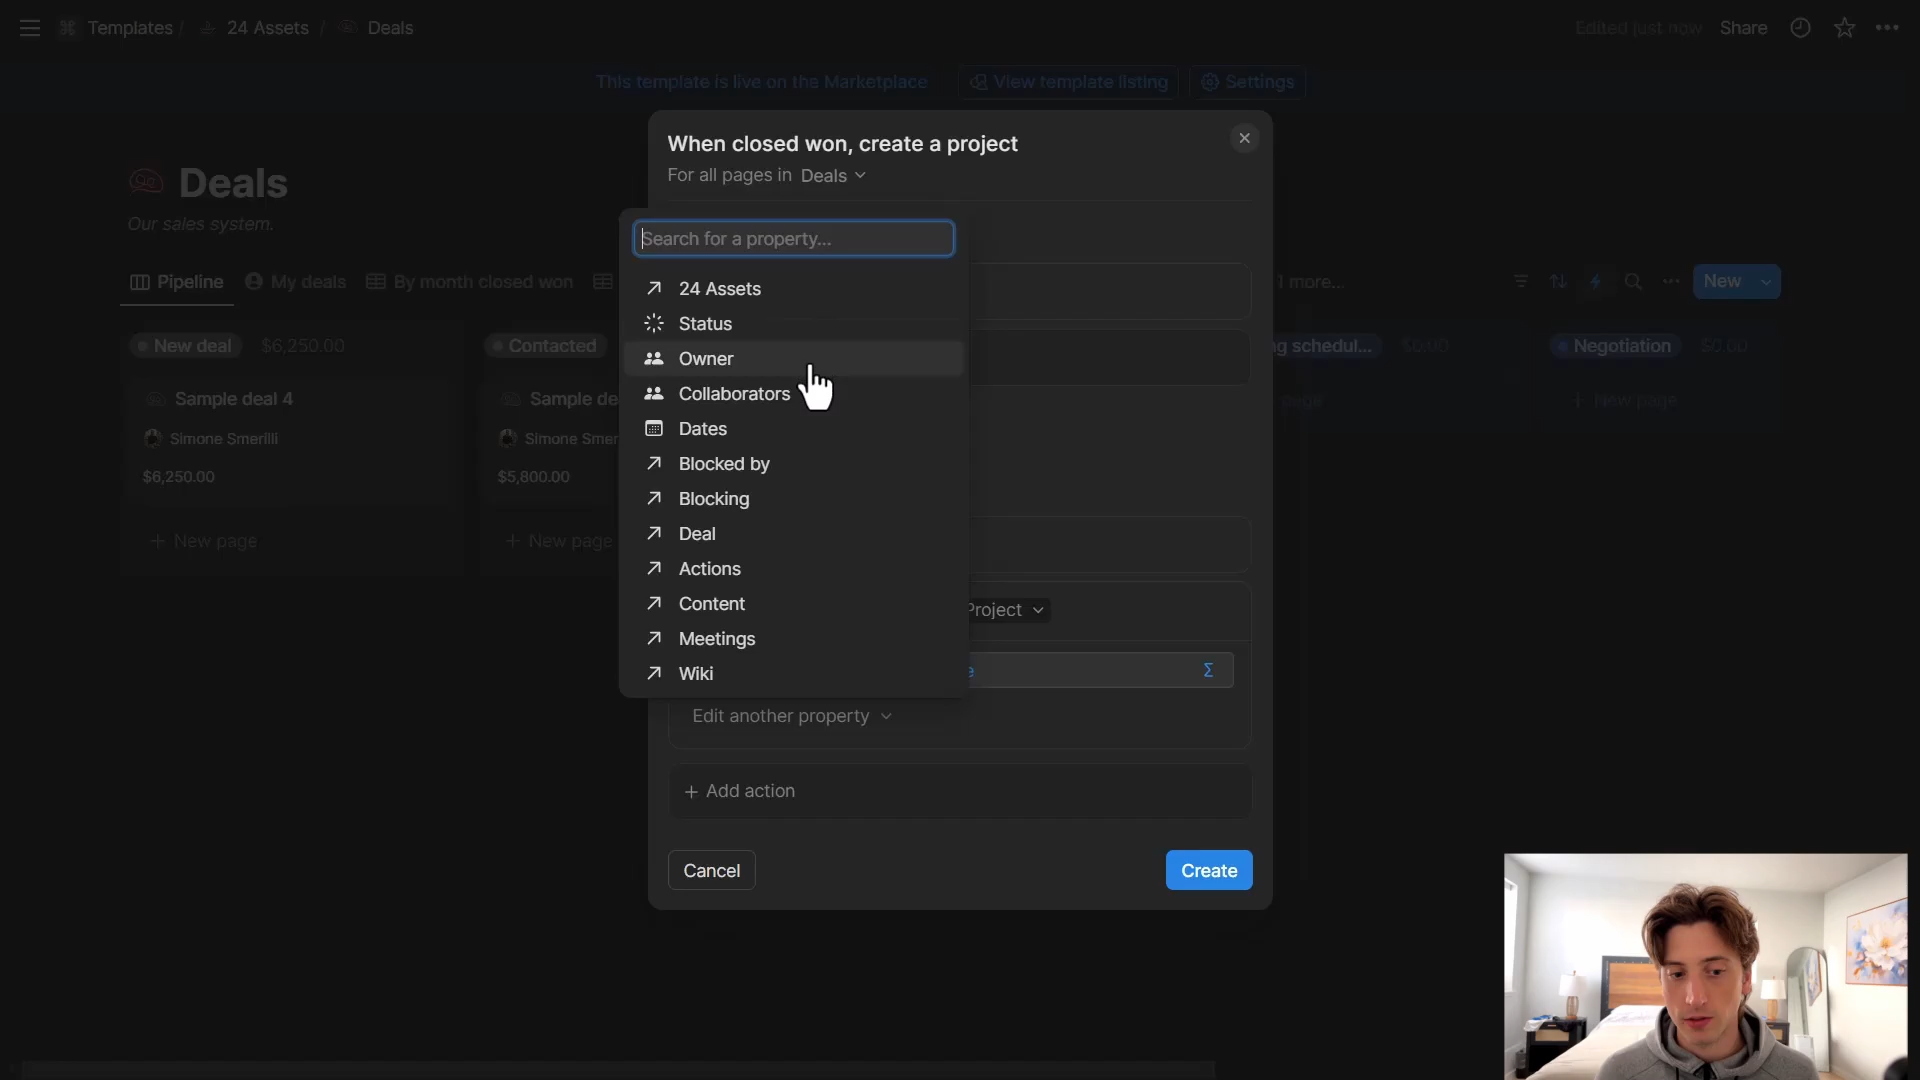 Templates / 24 Assets / Deals
Edited just now Share
This template is live on the Marketplace View template listing Settings
When closed won, create a project
For all pages in Deals
Deals
Our sales system.
Search for a property...
24 Assets
Status
Owner
Collaborators
Dates
Blocked by
Blocking
Deal
Actions
Content
Meetings
Wiki
Pipeline My deals By month closed won
1 more...
New
New deal $6,250.00
Contacted
Negotiation $0.00
$0.00
Sample deal 4
Simone Smerilli
$6,250.00
+ New page
Simone Smer
$5,800.00
+ New page
+ New page
Project
Σ
Edit another property
+ Add action
Cancel
Create